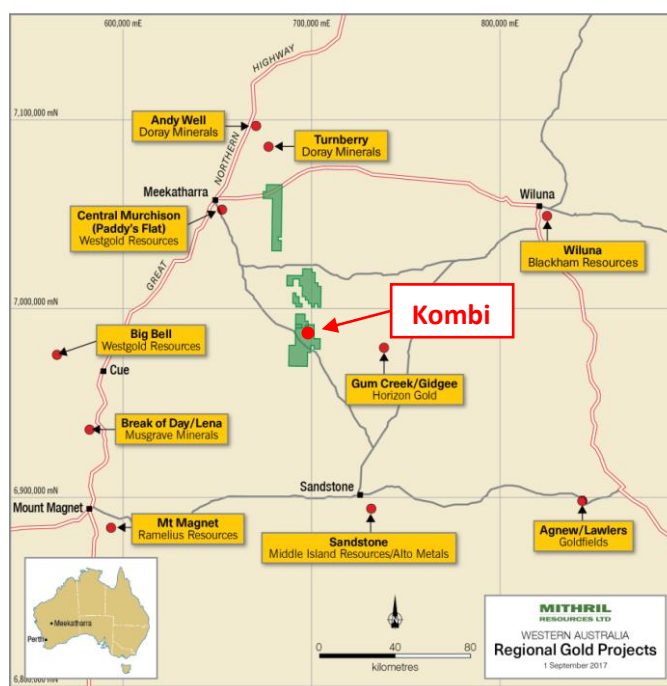 600,000 mE
700,000 mE
800,000 mE
HIGHWAY
7,100,000 mN
Andy Well
Doray Minerals
Turnberry
Doray Minerals
NORTHERN
Meekatharra
Wiluna
Central Murchison
(Paddy's Flat)
Westgold Resources
Wiluna
Blackham Resources
GREAT
7,000,000 mN
Kombi
Big Bell
Westgold Resources
Cue
Gum Creek/Gidgee
Horizon Gold
Break of Day/Lena
Musgrave Minerals
6,900,000 mN
Sandstone
Mount Magnet
Mt Magnet
Ramelius Resources
Sandstone
Middle Island Resources/Alto Metals
Agnew/Lawlers
Goldfields
Meekatharra
Perth
0 40 80
kilometres
MITHRIL
RESOURCES LTD
WESTERN AUSTRALIA
Regional Gold Projects
1 September 2017
6,800,000 mN